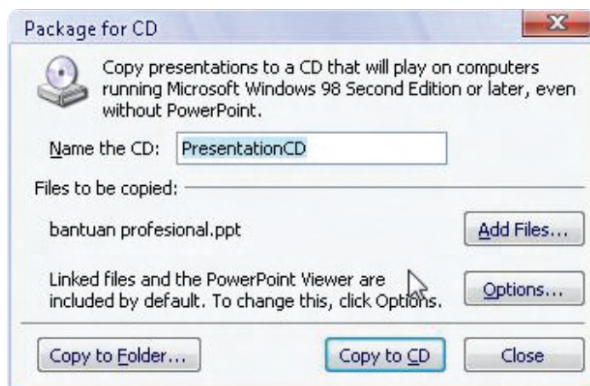 Package for CD
Copy presentations to a CD that will play on computers
running Microsoft Windows 98 Second Edition or later, even
without PowerPoint.
Name the CD: PresentationCD
Files to be copied:
bantuan profesional.ppt
Add Files...
Linked files and the PowerPoint Viewer are
included by default. To change this, click Options.
Options...
Copy to Folder... Copy to CD Close